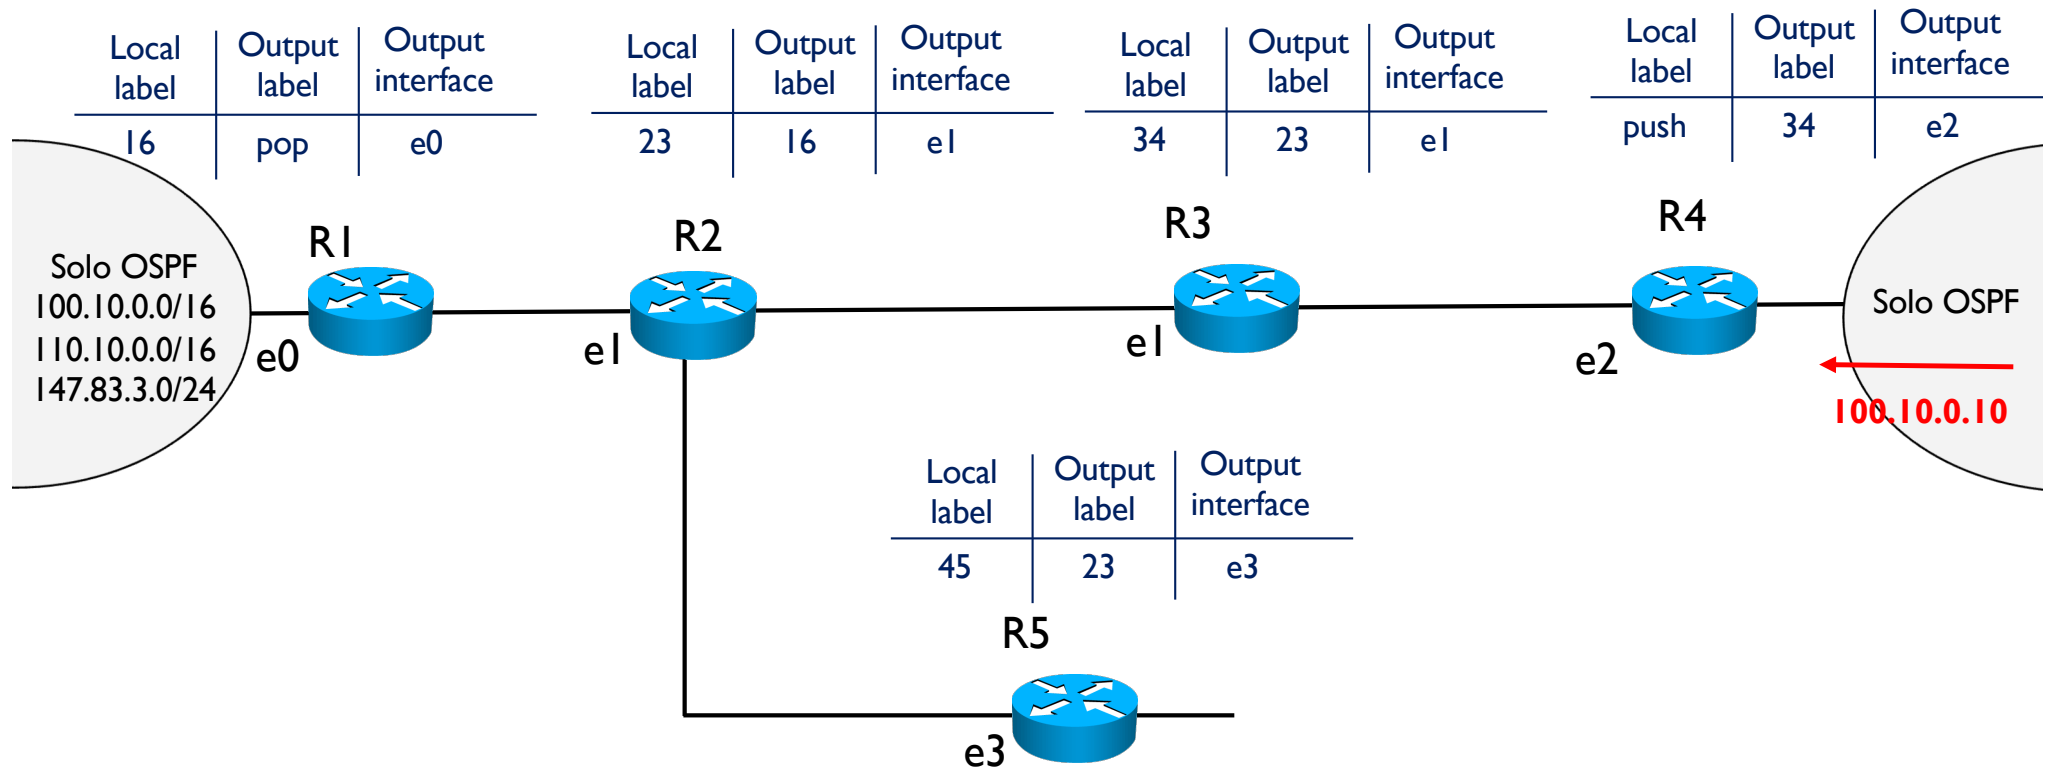 Local label
Output label
Output interface
16
pop
e0
Local label
Output label
Output interface
23
16
e1
Local label
Output label
Output interface
34
23
e1
Local label
Output label
Output interface
push
34
e2
R1
R2
R3
R4
Solo OSPF
100.10.0.0/16
110.10.0.0/16
147.83.3.0/24
e0
e1
e1
e2
Solo OSPF
100.10.0.10
Local label
Output label
Output interface
45
23
e3
R5
e3